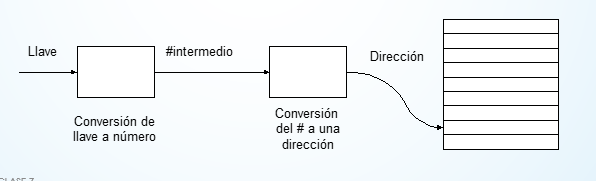 Llave
#intermedio
Dirección
Conversión de
llave a número
Conversión
del # a una
dirección